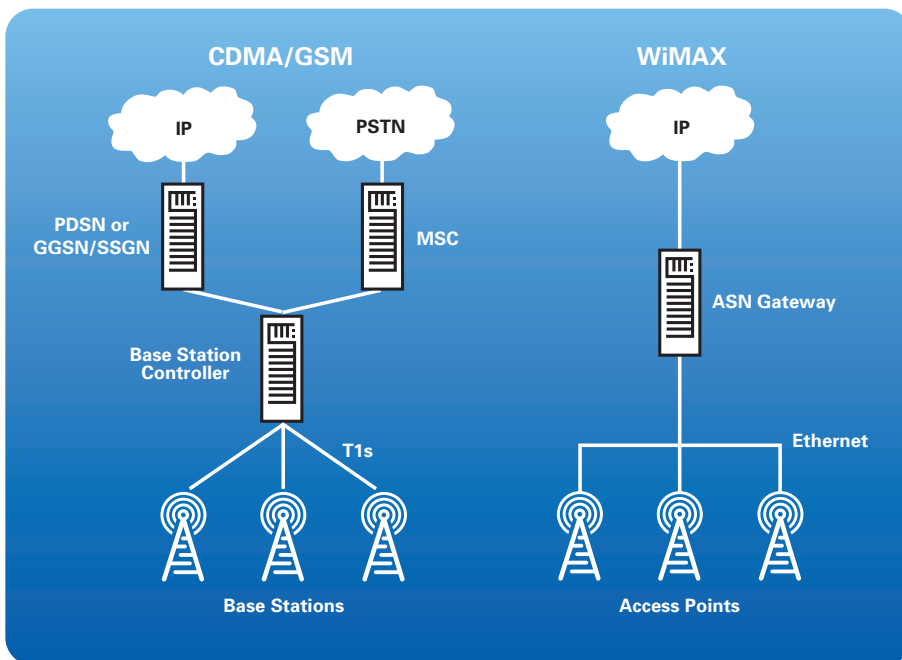 CDMA/GSM
WiMAX
IP
PSTN
IP
PDSN or
GGSN/SSGN
MSC
ASN Gateway
Base Station
Controller
T1s
Ethernet
Base Stations
Access Points